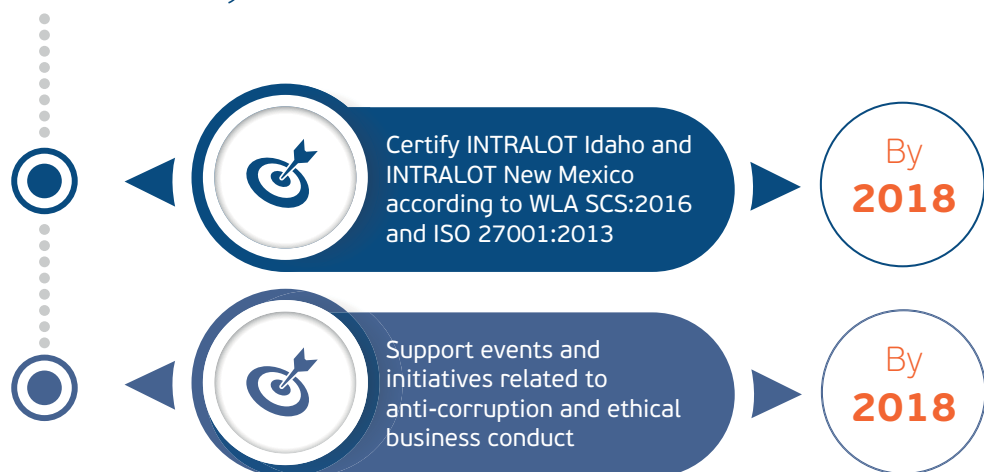 Certify INTRALOT Idaho and
INTRALOT New Mexico
according to WLA SCS:2016
and ISO 27001:2013
By
2018
Support events and
initiatives related to
anti-corruption and ethical
business conduct
By
2018